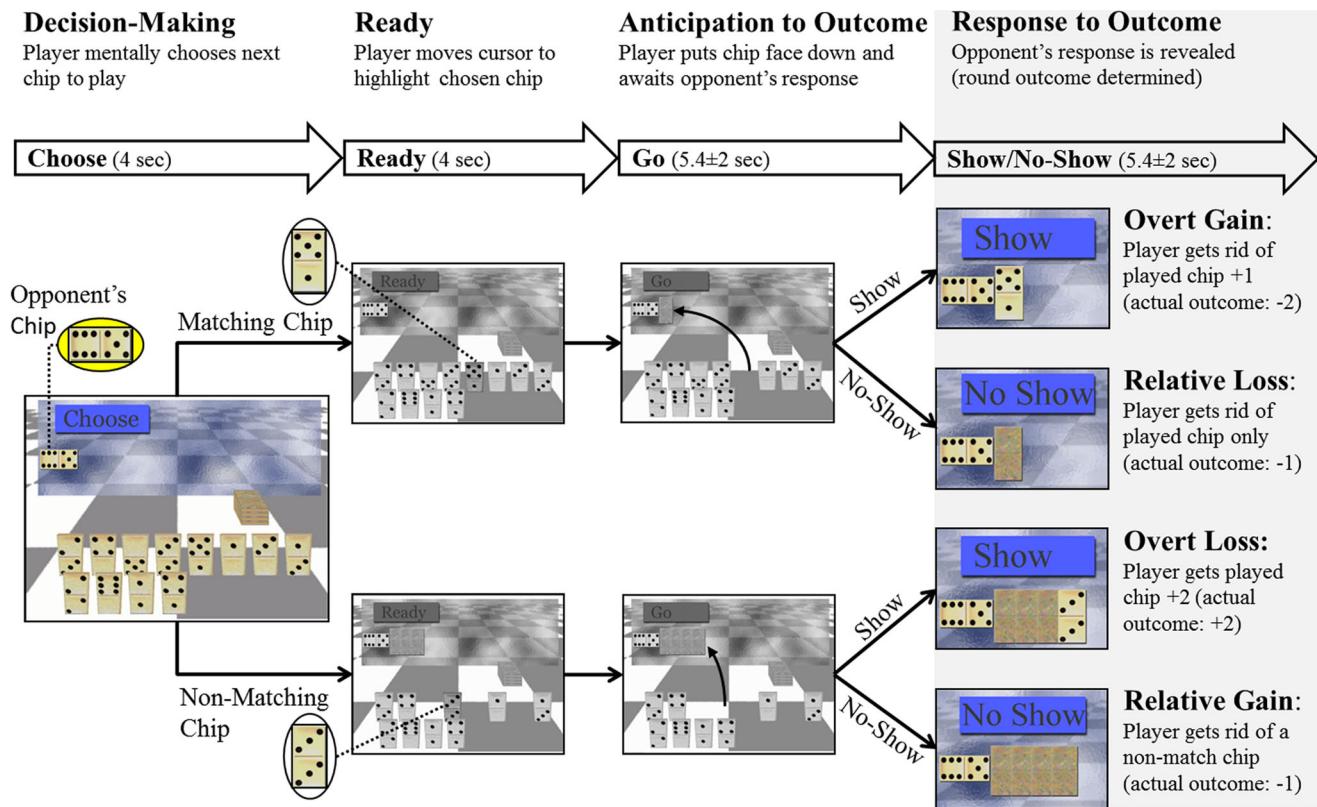 Decision-Making
Player mentally chooses next
chip to play
Ready
Player moves cursor to
highlight chosen chip
Anticipation to Outcome
Player puts chip face down and
awaits opponent's response
Response to Outcome
Opponent's response is revealed
(round outcome determined)
Choose (4 sec)
Ready (4 sec)
Go (5.4±2 sec)
Show/No-Show (5.4±2 sec)
Opponent's
Chip
Matching Chip
Choose
Non-Matching
Chip
Ready
Ready
Go
Go
Show
No-Show
Show
No-Show
Show
Overt Gain:
Player gets rid of
played chip +1
(actual outcome: -2)
No Show
Relative Loss:
Player gets rid of
played chip only
(actual outcome: -1)
Show
Overt Loss:
Player gets played
chip +2 (actual
outcome: +2)
No Show
Relative Gain:
Player gets rid of a
non-match chip
(actual outcome: -1)